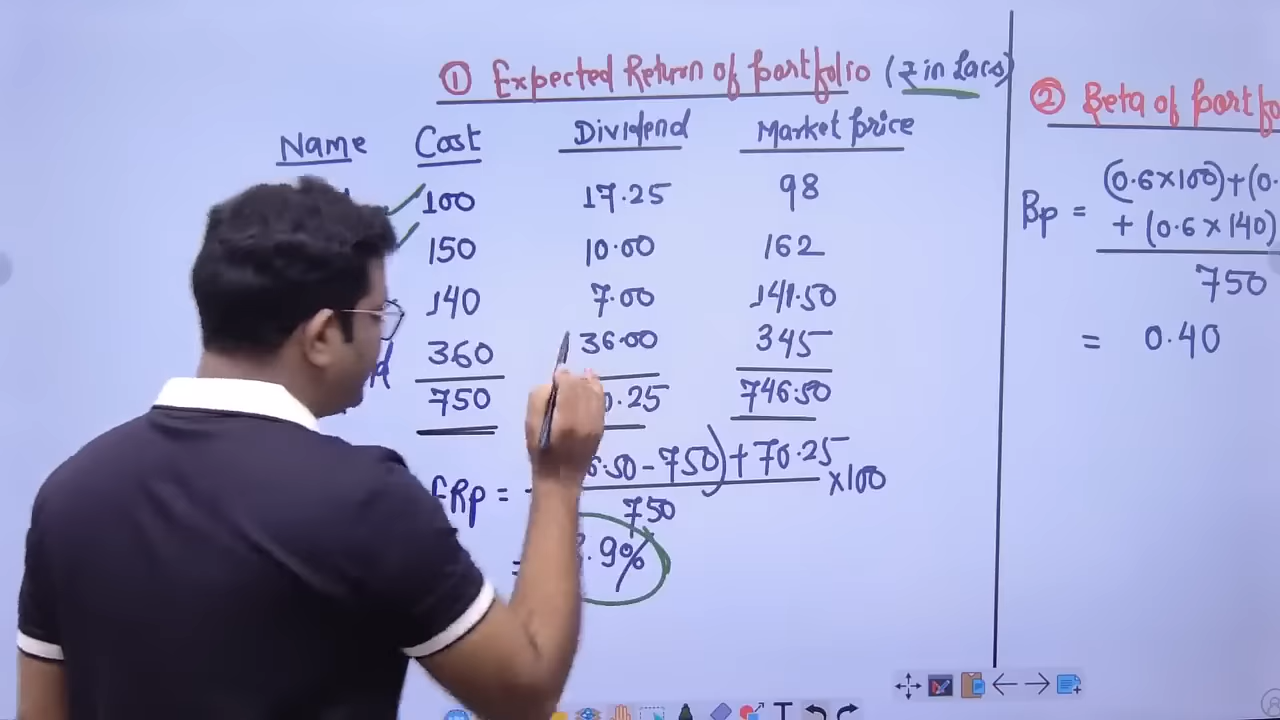 ① Expected Return of portfolio (₹ in Lacs)
Name Cost Dividend Market price
100 17.25 98
150 10.00 162
140 7.00 141.50
360 36.00 345
750 .25 746.50
ERp = .50-750)+70.25 ×100
750
= .9%
② Beta of
Bp = (0.6×100)+(0.
+ (0.6×140)
750
= 0.40